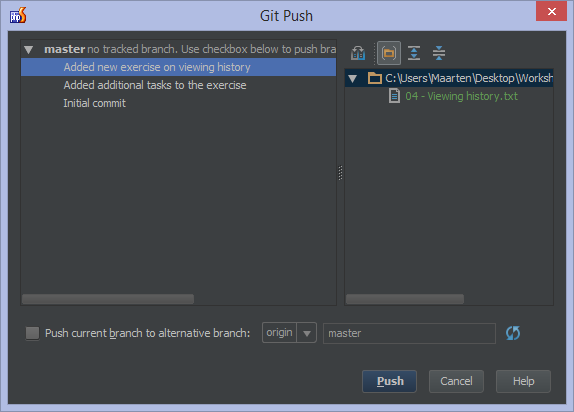 php
Git Push
master no tracked branch. Use checkbox below to push bra
Added new exercise on viewing history
Added additional tasks to the exercise
Initial commit
C:\Users\Maarten\Desktop\Worksh
04 - Viewing history.txt
Push current branch to alternative branch: origin master
Push Cancel Help